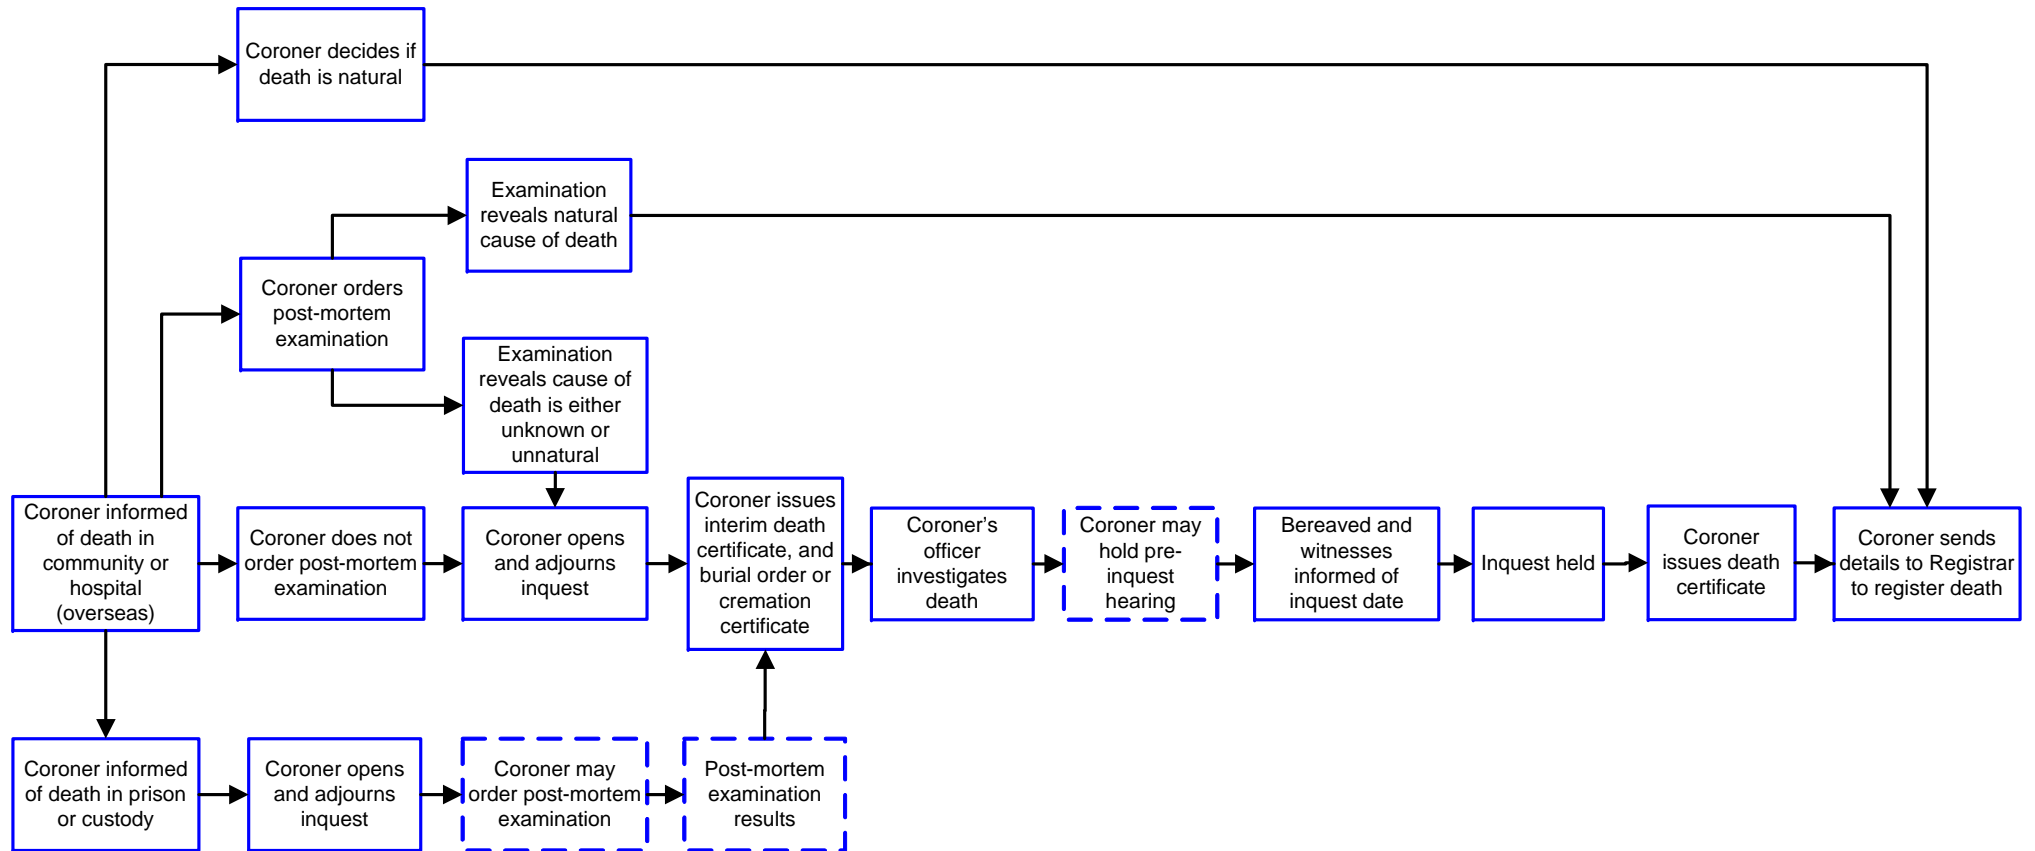 Coroner decides if
death is natural
Examination
reveals natural
cause of death
Coroner orders
post-mortem
examination
Examination
reveals cause of
death is either
unknown or
unnatural
Coroner informed
of death in
community or
hospital
(overseas)
Coroner does not
order post-mortem
examination
Coroner opens
and adjourns
inquest
Coroner issues
interim death
certificate, and
burial order or
cremation
certificate
Coroner’s
officer
investigates
death
Coroner may
hold pre-
inquest
hearing
Bereaved and
witnesses
informed of
inquest date
Inquest held
Coroner
issues death
certificate
Coroner sends
details to Registrar
to register death
Coroner informed
of death in prison
or custody
Coroner opens
and adjourns
inquest
Coroner may
order post-mortem
examination
Post-mortem
examination
results